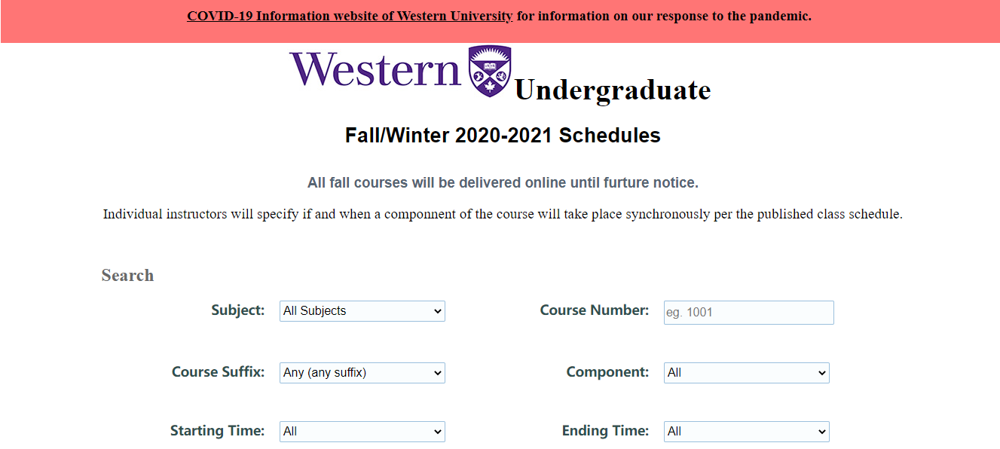 COVID-19 Information website of Western University for information on our response to the pandemic.
Western Undergraduate
Fall/Winter 2020-2021 Schedules
All fall courses will be delivered online until furture notice.
Individual instructors will specify if and when a componnent of the course will take place synchronously per the published class schedule.
Search
Subject: All Subjects Course Number: eg. 1001
Course Suffix: Any (any suffix) Component: All
Starting Time: All Ending Time: All